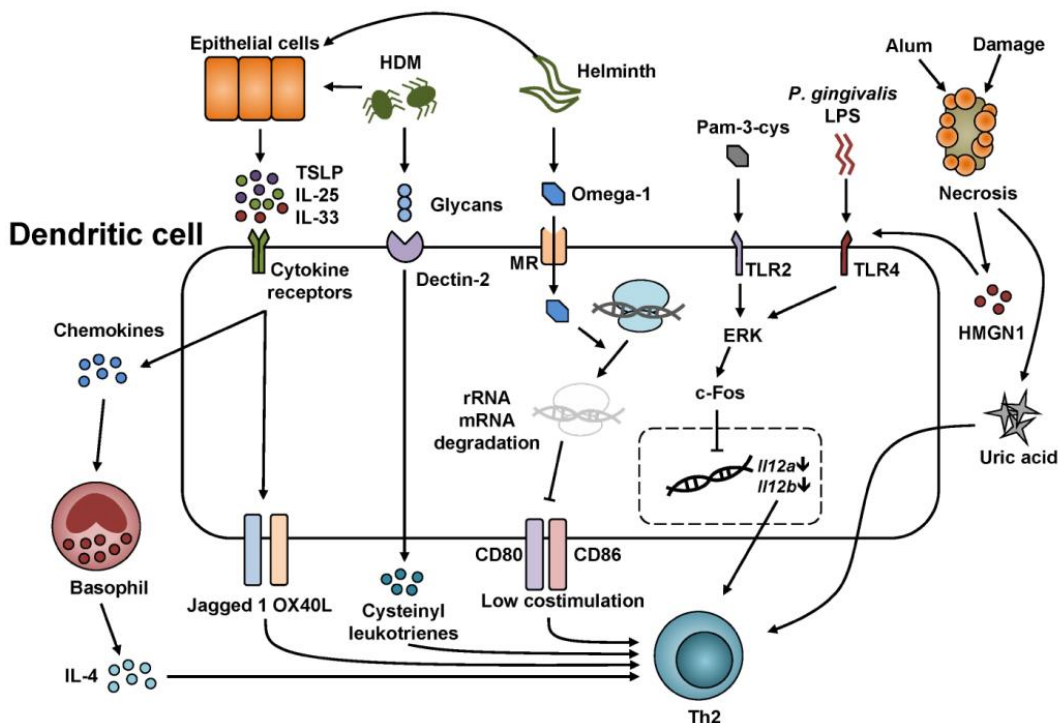 Epithelial cells
HDM
Helminth
Alum
Damage
P. gingivalis
LPS
Pam-3-cys
Necrosis
TSLP
IL-25
IL-33
Glycans
Omega-1
Dendritic cell
Cytokine
receptors
Dectin-2
MR
TLR2
TLR4
HMGN1
Chemokines
ERK
c-Fos
rRNA
mRNA
degradation
Il12a
Il12b
Uric acid
Basophil
Jagged 1 OX40L
Cysteinyl
leukotrienes
CD80
CD86
Low costimulation
IL-4
Th2